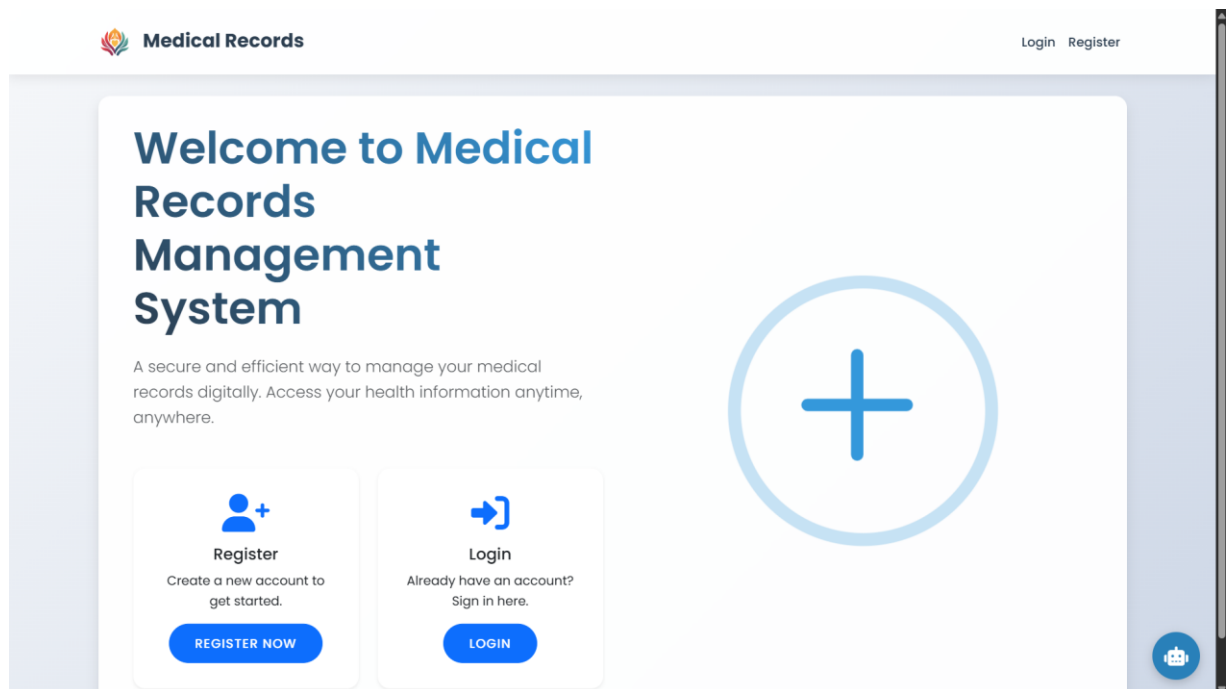 Medical Records
Login Register
Welcome to Medical
Records
Management
System
A secure and efficient way to manage your medical
records digitally. Access your health information anytime,
anywhere.
Register
Create a new account to
get started.
REGISTER NOW
Login
Already have an account?
Sign in here.
LOGIN